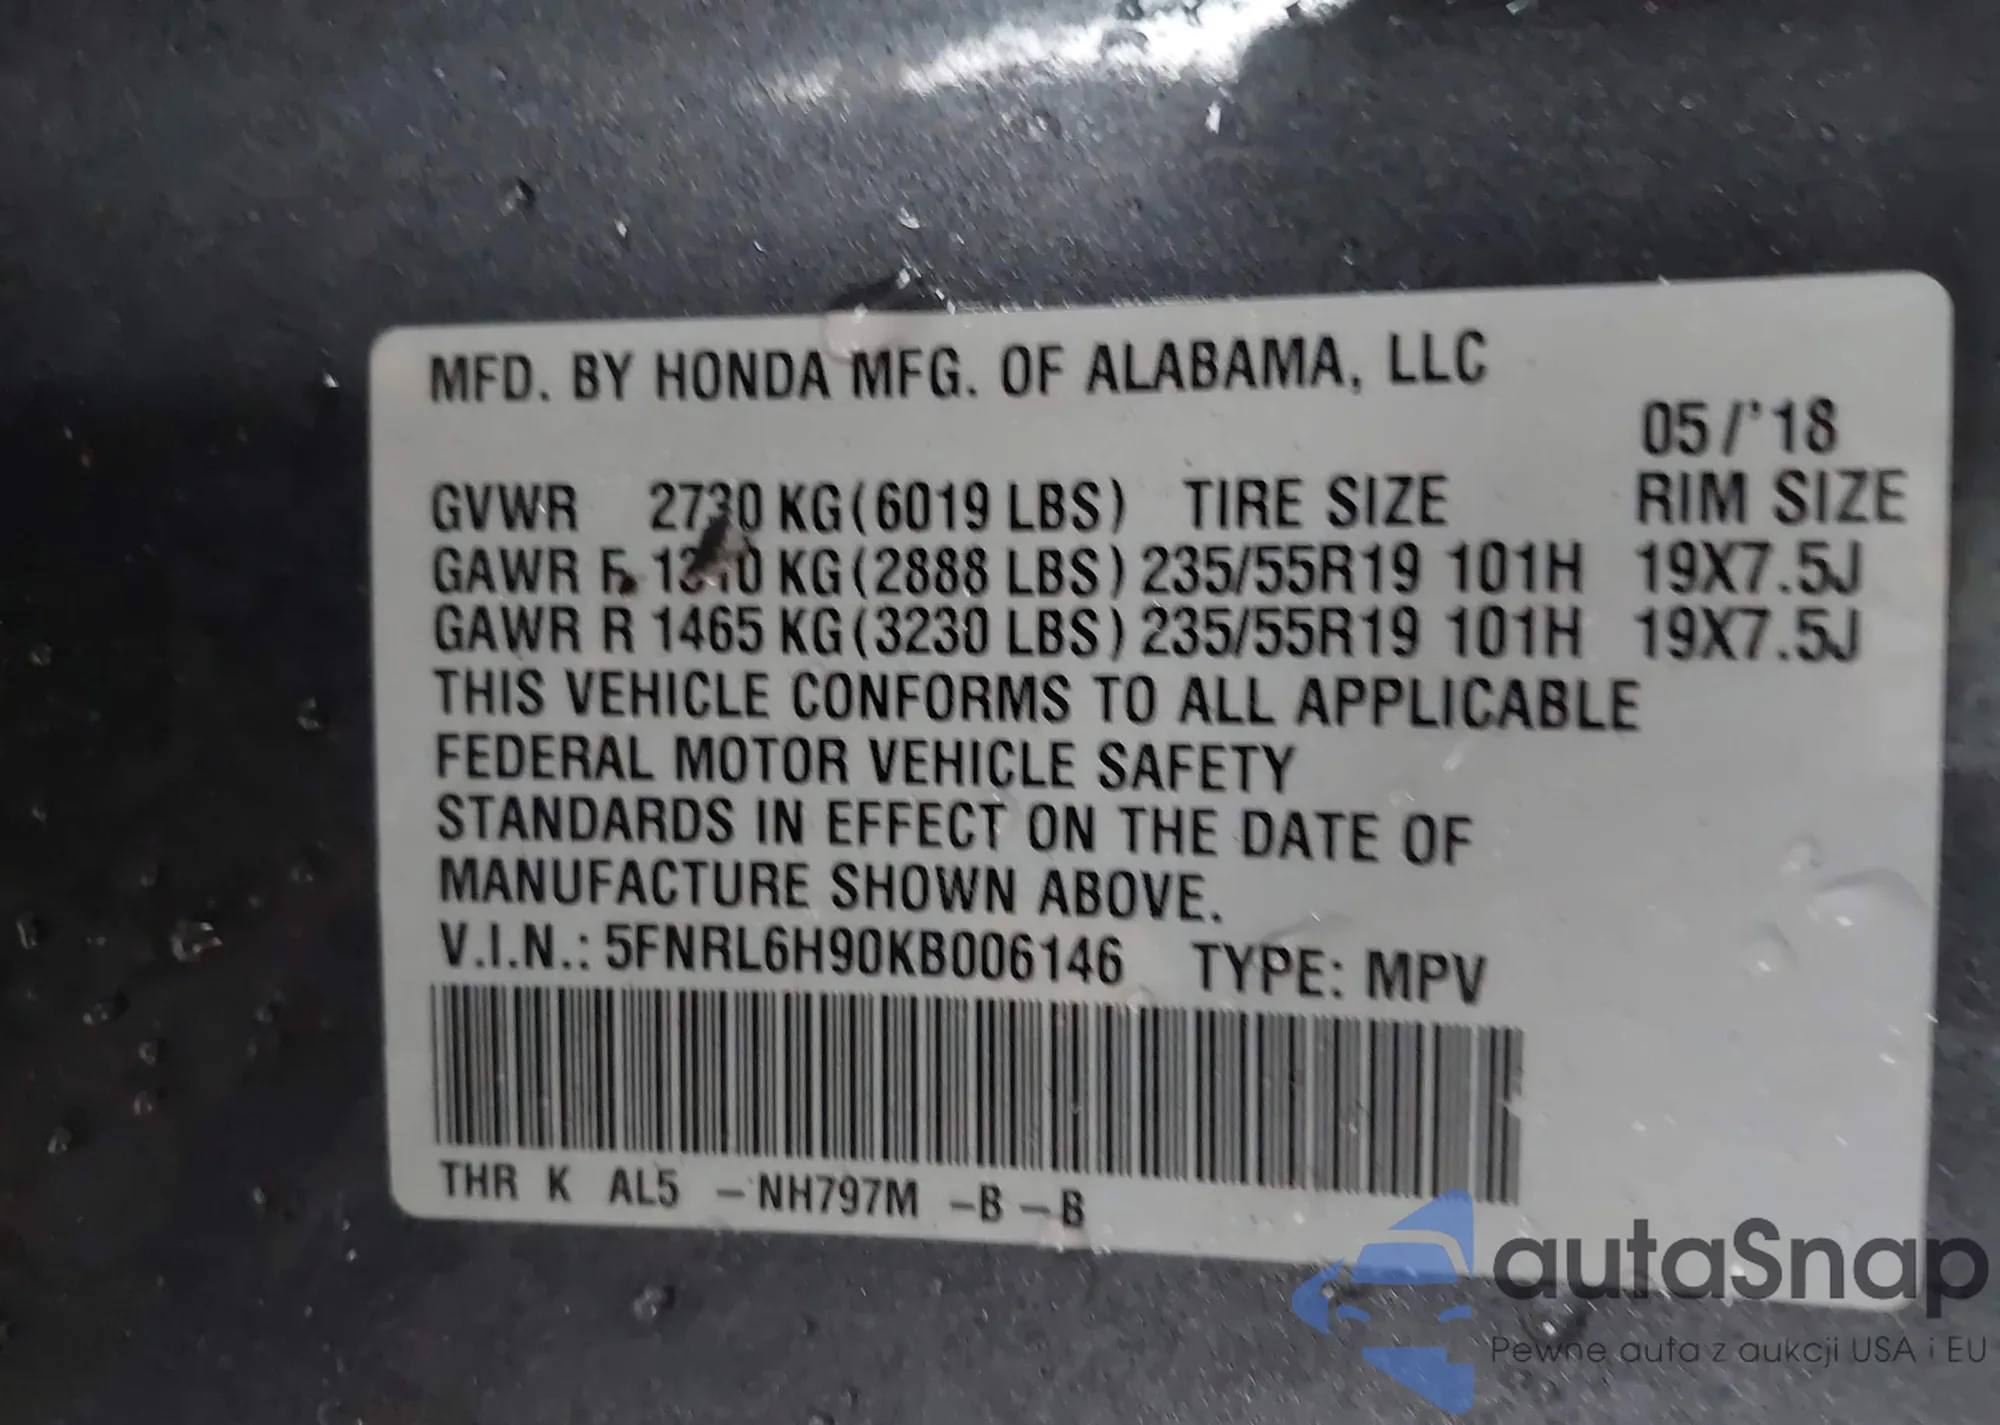 MFD. BY HONDA MFG. OF ALABAMA, LLC
05/'18
GVWR 2730 KG(6019 LBS) TIRE SIZE RIM SIZE
GAWR F 1310 KG(2888 LBS) 235/55R19 101H 19X7.5J
GAWR R 1465 KG(3230 LBS) 235/55R19 101H 19X7.5J
THIS VEHICLE CONFORMS TO ALL APPLICABLE
FEDERAL MOTOR VEHICLE SAFETY
STANDARDS IN EFFECT ON THE DATE OF
MANUFACTURE SHOWN ABOVE.
V.I.N.: 5FNRL6H90KB006146 TYPE: MPV
THR K AL5 -NH797M -B-B
autaSnap
Pewne auta z aukcji USA i EU